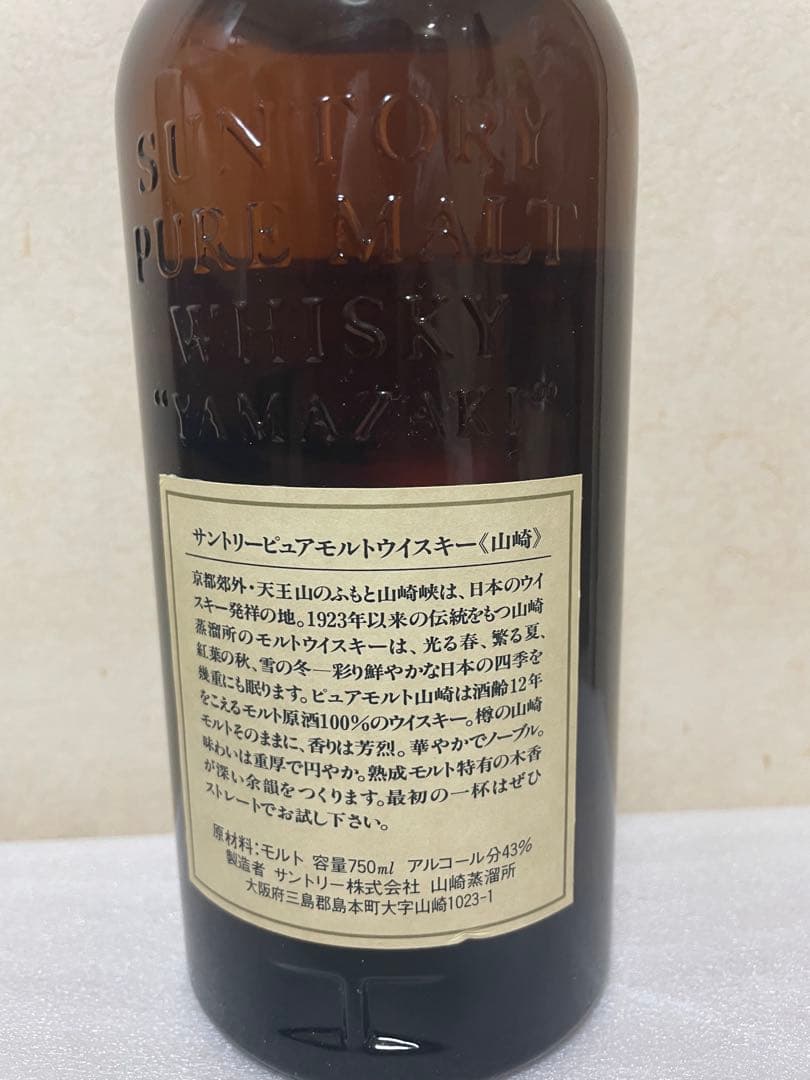 SUNTORY
PURE MALT
WHISKY
"YAMAZAKI"
サントリーピュアモルトウイスキー《山崎》
京都郊外・天王山のふもと山崎峡は、日本のウイ
スキー発祥の地。1923年以来の伝統をもつ山崎
蒸溜所のモルトウイスキーは、光る春、繁る夏、
紅葉の秋、雪の冬─彩り鮮やかな日本の四季を
幾重にも眠ります。ピュアモルト山崎は酒齢12年
をこえるモルト原酒100%のウイスキー。樽の山崎
モルトそのままに、香りは芳烈。華やかでノーブル。
味わいは重厚で円やか。熟成モルト特有の木香
が深い余韻をつくります。最初の一杯はぜひ
ストレートでお試し下さい。
原材料:モルト 容量750ml アルコール分43%
製造者 サントリー株式会社 山崎蒸溜所
大阪府三島郡島本町大字山崎1023-1